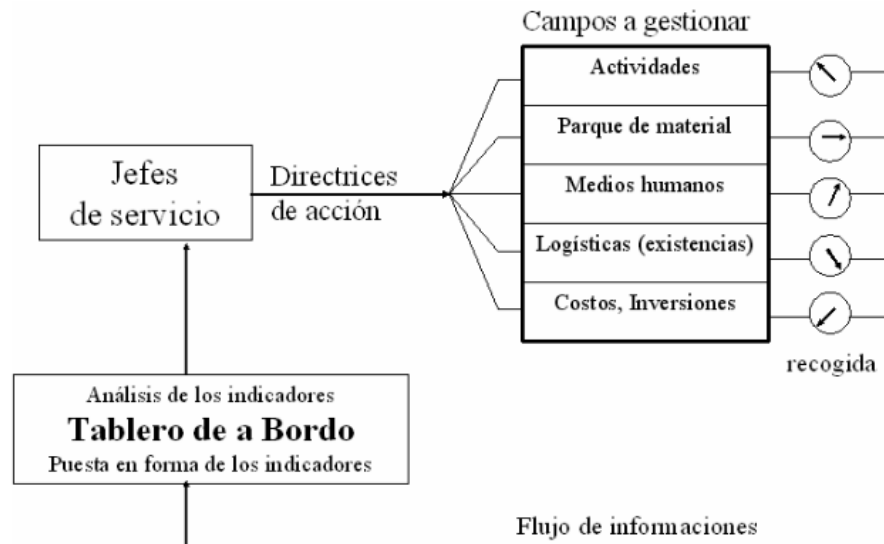 Campos a gestionar
Actividades
Parque de material
Medios humanos
Logísticas (existencias)
Costos, Inversiones
recogida
Jefes
de servicio
Directrices
de acción
Análisis de los indicadores
Tablero de a Bordo
Puesta en forma de los indicadores
Flujo de informaciones